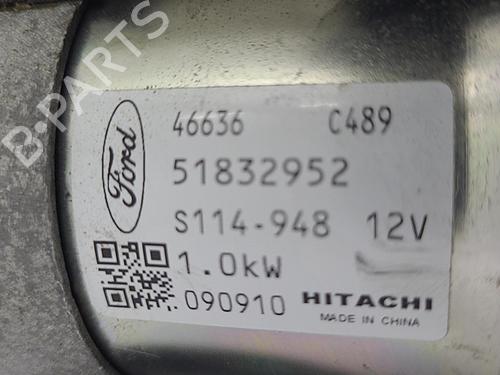 B-PARTS
Ford
46636 C489
51832952
S114-948 12V
1.0kW
090910 HITACHI
MADE IN CHINA